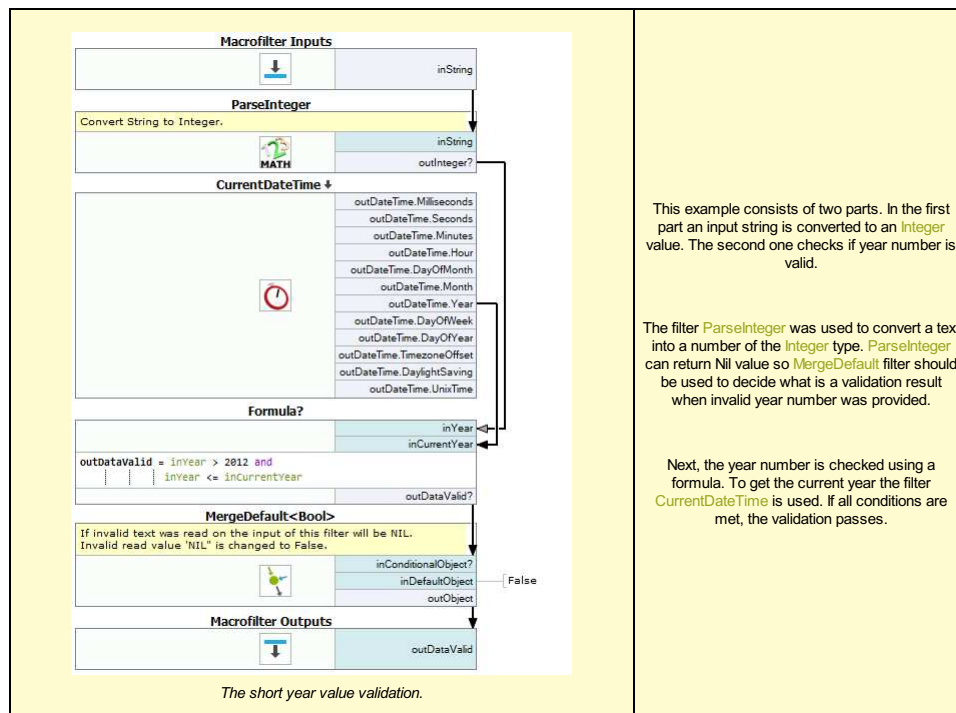 Macrofilter Inputs
inString
ParseInteger
Convert String to Integer.
inString
MATH
outInteger?
CurrentDateTime
outDateTime.Milliseconds
outDateTime.Seconds
outDateTime.Minutes
outDateTime.Hour
outDateTime.DayOfMonth
outDateTime.Month
outDateTime.Year
outDateTime.DayOfWeek
outDateTime.DayOfYear
outDateTime.TimezoneOffset
outDateTime.DaylightSaving
outDateTime.UnixTime
Formula?
inYear
inCurrentYear
outDataValid = inYear > 2012 and
inYear <= inCurrentYear
outDataValid?
MergeDefault<Bool>
If invalid text was read on the input of this filter will be NIL.
Invalid read value 'NIL" is changed to False.
inConditionalObject?
inDefaultObject False
outObject
Macrofilter Outputs
outDataValid
The short year value validation.
This example consists of two parts. In the first
part an input string is converted to an Integer
value. The second one checks if year number is
valid.
The filter ParseInteger was used to convert a tex
into a number of the Integer type. ParseInteger
can return Nil value so MergeDefault filter should
be used to decide what is a validation result
when invalid year number was provided.
Next, the year number is checked using a
formula. To get the current year the filter
CurrentDateTime is used. If all conditions are
met, the validation passes.